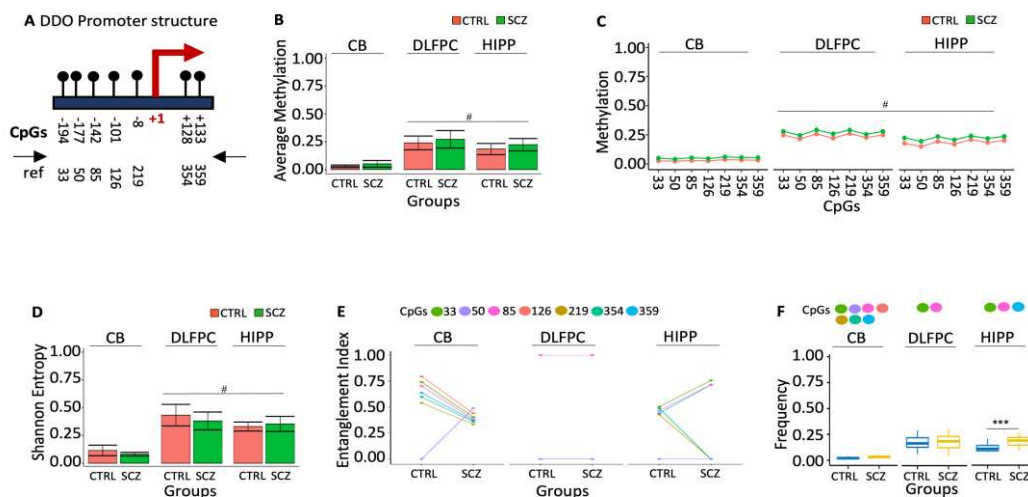 A DDO Promoter structure
-194 -177 -142 -101 -8 +1 +128 +133
CpGs
ref
33 50 85 126 219 354 359
B
CTRL SCZ
CB DLFPC HIPP
Average Methylation
1.00
0.75
0.50
0.25
0.00
#
CTRL SCZ CTRL SCZ CTRL SCZ
Groups
C
CTRL SCZ
CB DLFPC HIPP
Methylation
1.00
0.75
0.50
0.25
0.00
#
33 50 85 126 219 354 359 33 50 85 126 219 354 359 33 50 85 126 219 354 359
CpGs
D
CTRL SCZ
CB DLFPC HIPP
Shannon Entropy
1.00
0.75
0.50
0.25
0.00
#
CTRL SCZ CTRL SCZ CTRL SCZ
Groups
E
CpGs 33 50 85 126 219 354 359
CB DLFPC HIPP
Entanglement Index
1.00
0.75
0.50
0.25
0.00
CTRL SCZ CTRL SCZ CTRL SCZ
Groups
F
CpGs
CB DLFPC HIPP
Frequency
1.00
0.75
0.50
0.25
0.00
***
CTRL SCZ CTRL SCZ CTRL SCZ
Groups